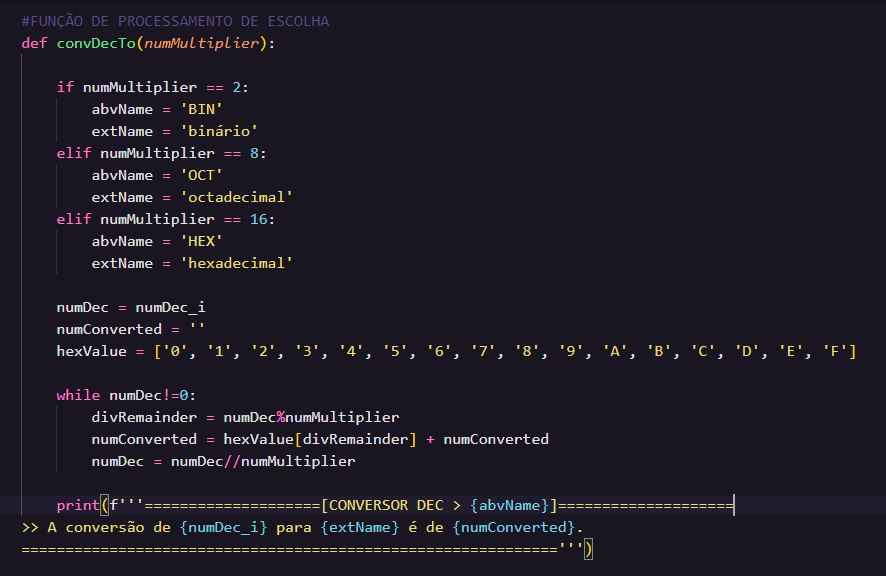 #FUNÇÃO DE PROCESSAMENTO DE ESCOLHA
def convDecTo(numMultiplier):
if numMultiplier == 2:
abvName = 'BIN'
extName = 'binário'
elif numMultiplier == 8:
abvName = 'OCT'
extName = 'octadecimal'
elif numMultiplier == 16:
abvName = 'HEX'
extName = 'hexadecimal'
numDec = numDec_i
numConverted = ''
hexValue = ['0', '1', '2', '3', '4', '5', '6', '7', '8', '9', 'A', 'B', 'C', 'D', 'E', 'F']
while numDec!=0:
divRemainder = numDec%numMultiplier
numConverted = hexValue[divRemainder] + numConverted
numDec = numDec//numMultiplier
print(f'''====================[CONVERSOR DEC > {abvName}]====================
>> A conversão de {numDec_i} para {extName} é de {numConverted}.
=============================================================''')